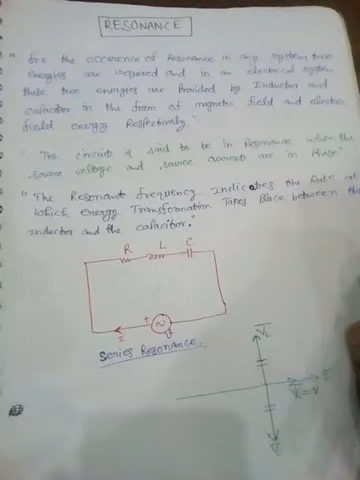 RESONANCE
" for the occurence of Resonance in any system two
energies are required and in an electrical system
these two energies are Provided by Inductor and
capacitor in the form of magnetic field and electric
field energy Respectively".
" The circuit is said to be In Resonance when the
source voltage and source current are in Phase".
" The Resonant frequency Indicates the Rate at
which energy Transformation Takes Place between the
Inductor and the capacitor."
R L C
+
I
V
Series Resonance
VL
I
VR = V
VC